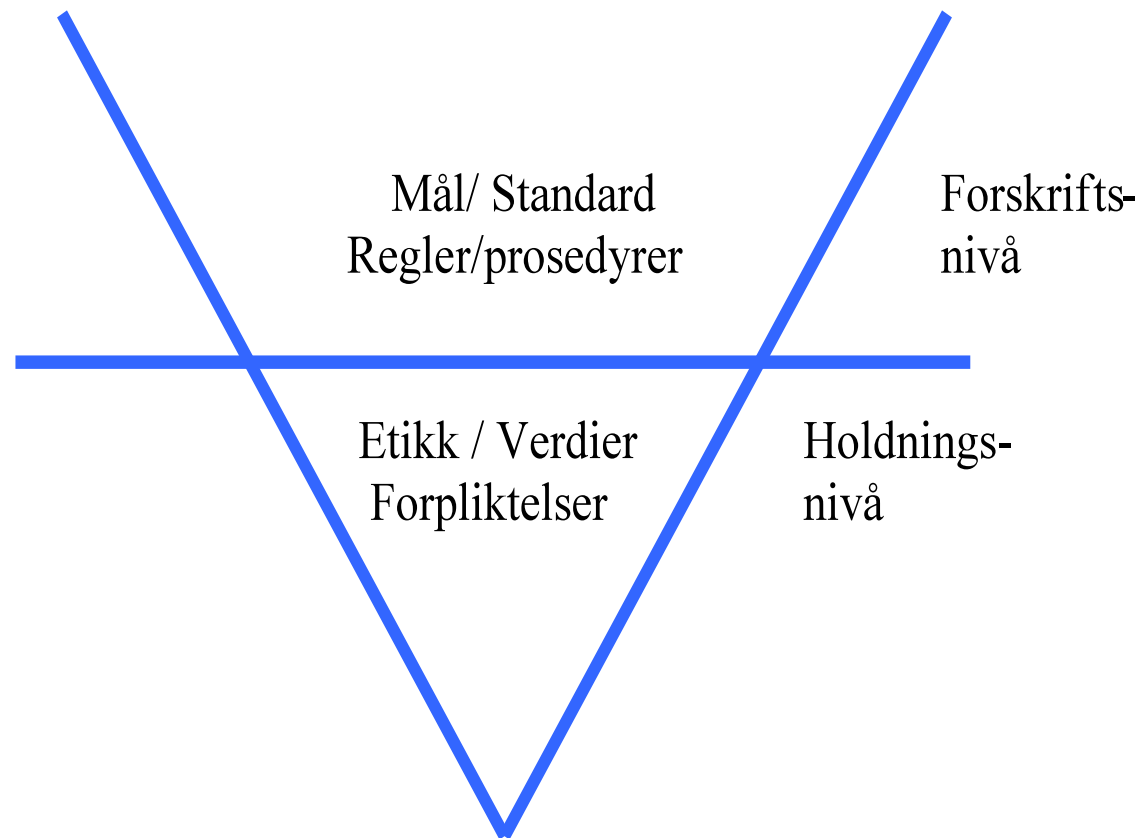 Mål/ Standard
Regler/prosedyrer
Forskrifts-
nivå
Etikk / Verdier
Forpliktelser
Holdnings-
nivå